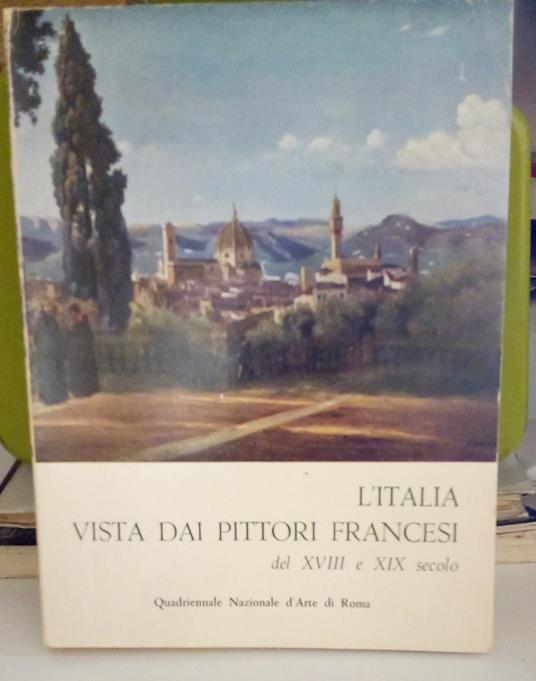 L'ITALIA
VISTA DAI PITTORI FRANCESI
del XVIII e XIX secolo
Quadriennale Nazionale d'Arte di Roma